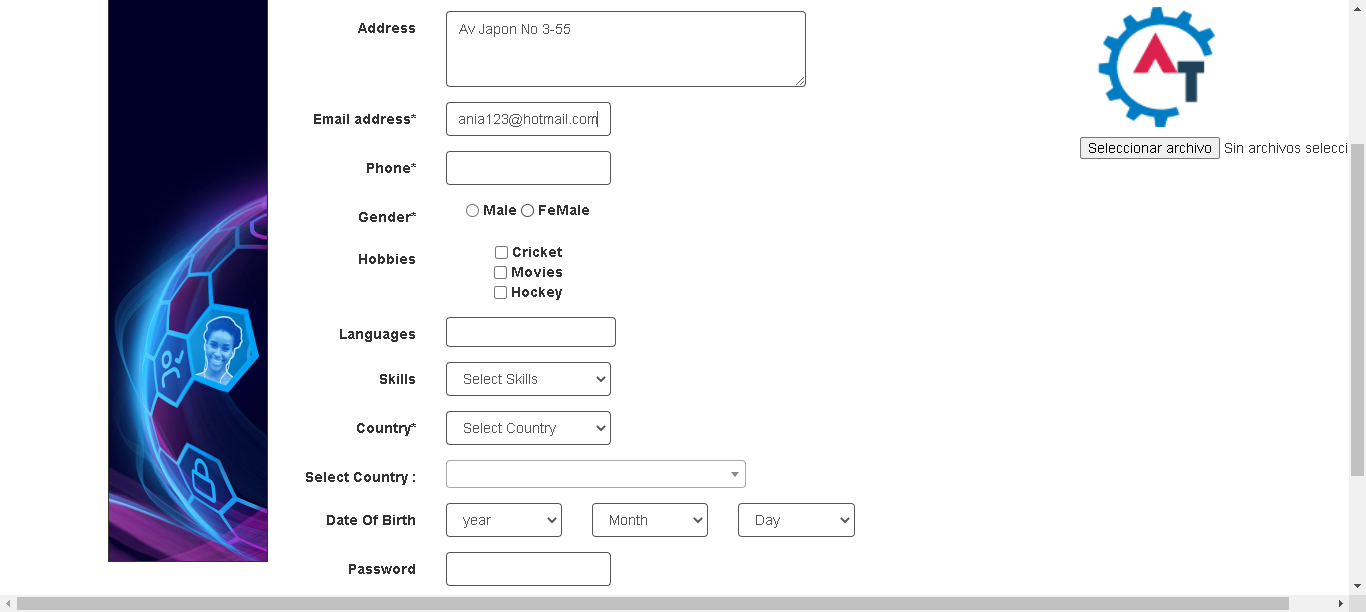 Address
Av Japon No 3-55
Email address*
ania123@hotmail.com
Phone*
Gender*
Male FeMale
Hobbies
Cricket
Movies
Hockey
Languages
Skills
Select Skills
Country*
Select Country
Select Country :
Date Of Birth
year Month Day
Password
AT
Seleccionar archivo Sin archivos selecci